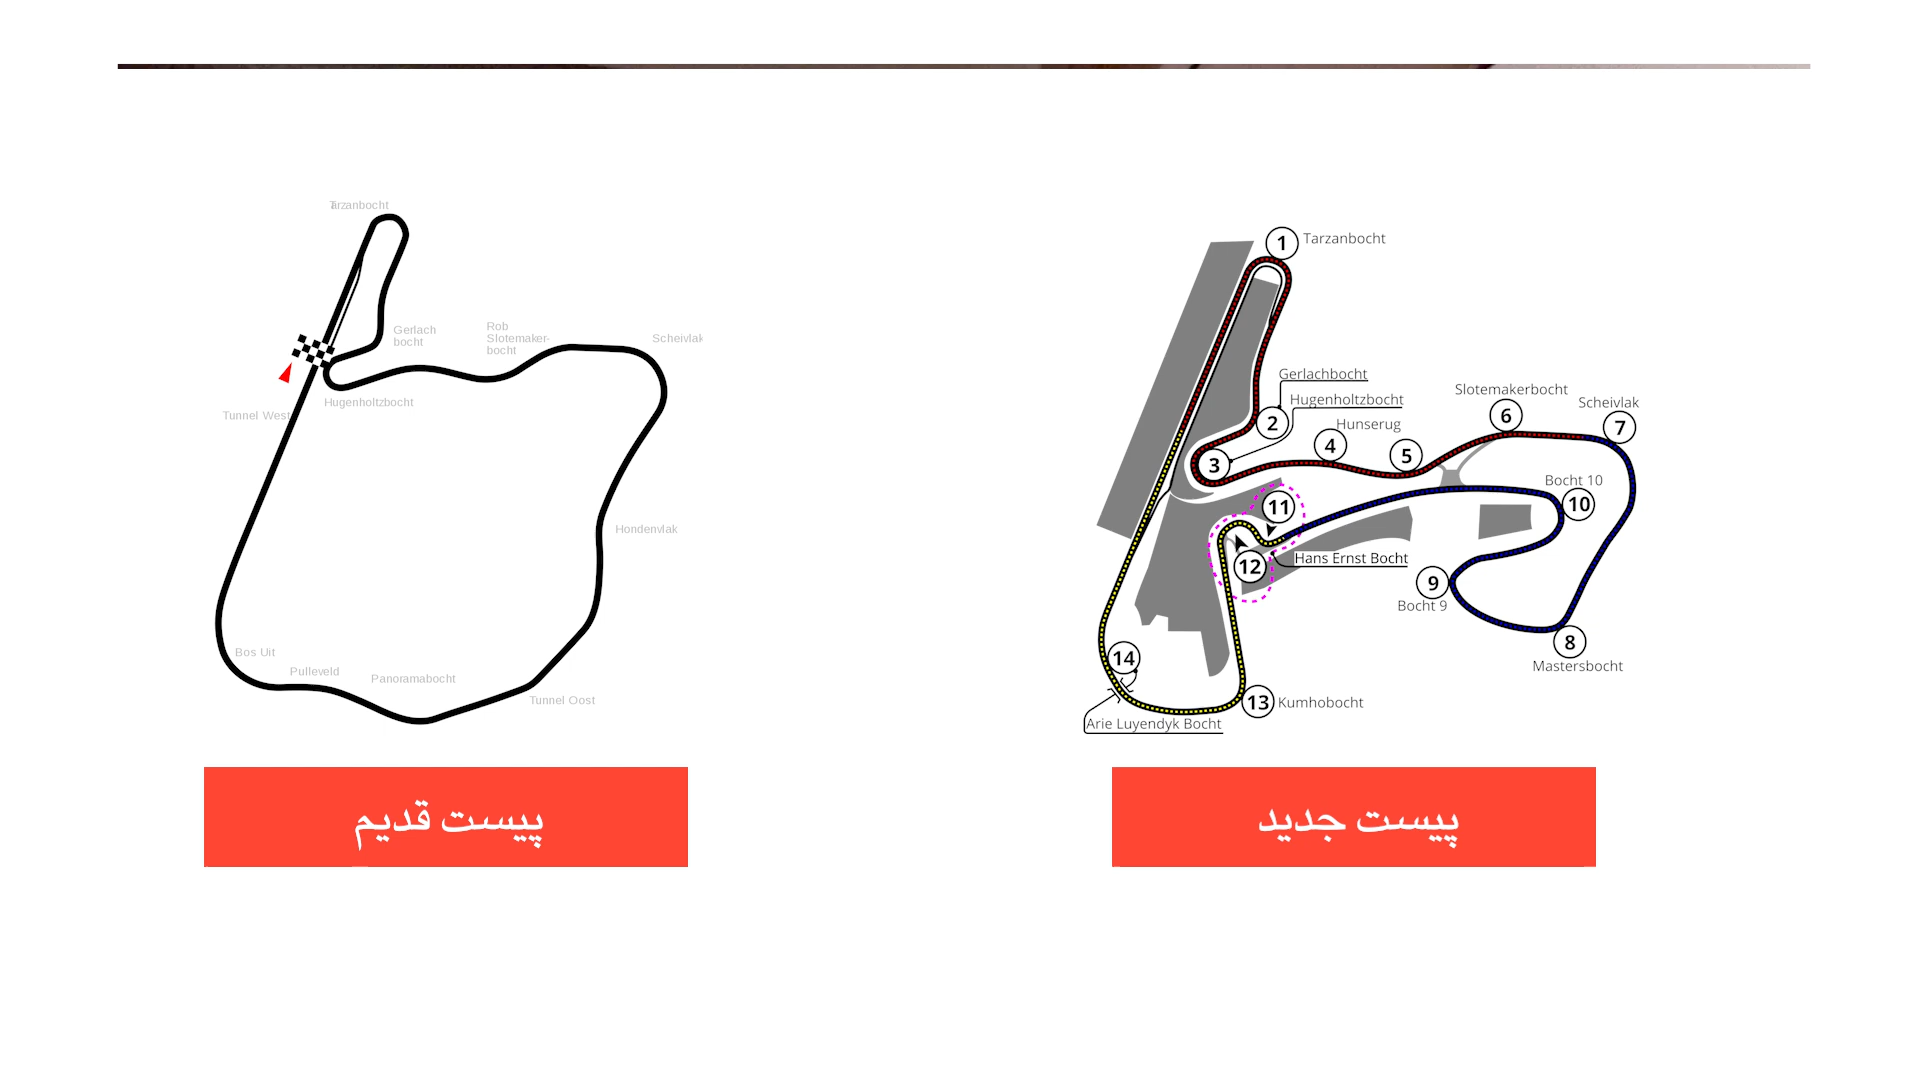 Tarzanbocht
Gerlach
bocht
Rob
Slotemaker-
bocht
Scheivlak
Hugenholtzbocht
Tunnel West
Hondenvlak
Bos Uit
Pulleveld
Panoramabocht
Tunnel Oost
پیست قدیم
1 Tarzanbocht
Gerlachbocht
2
Hugenholtzbocht
3
Hunserug
4
5
Slotemakerbocht
6
Scheivlak
7
Bocht 10
10
11
Hans Ernst Bocht
12
9
Bocht 9
8
Mastersbocht
14
13 Kumhobocht
Arie Luyendyk Bocht
پیست جدید